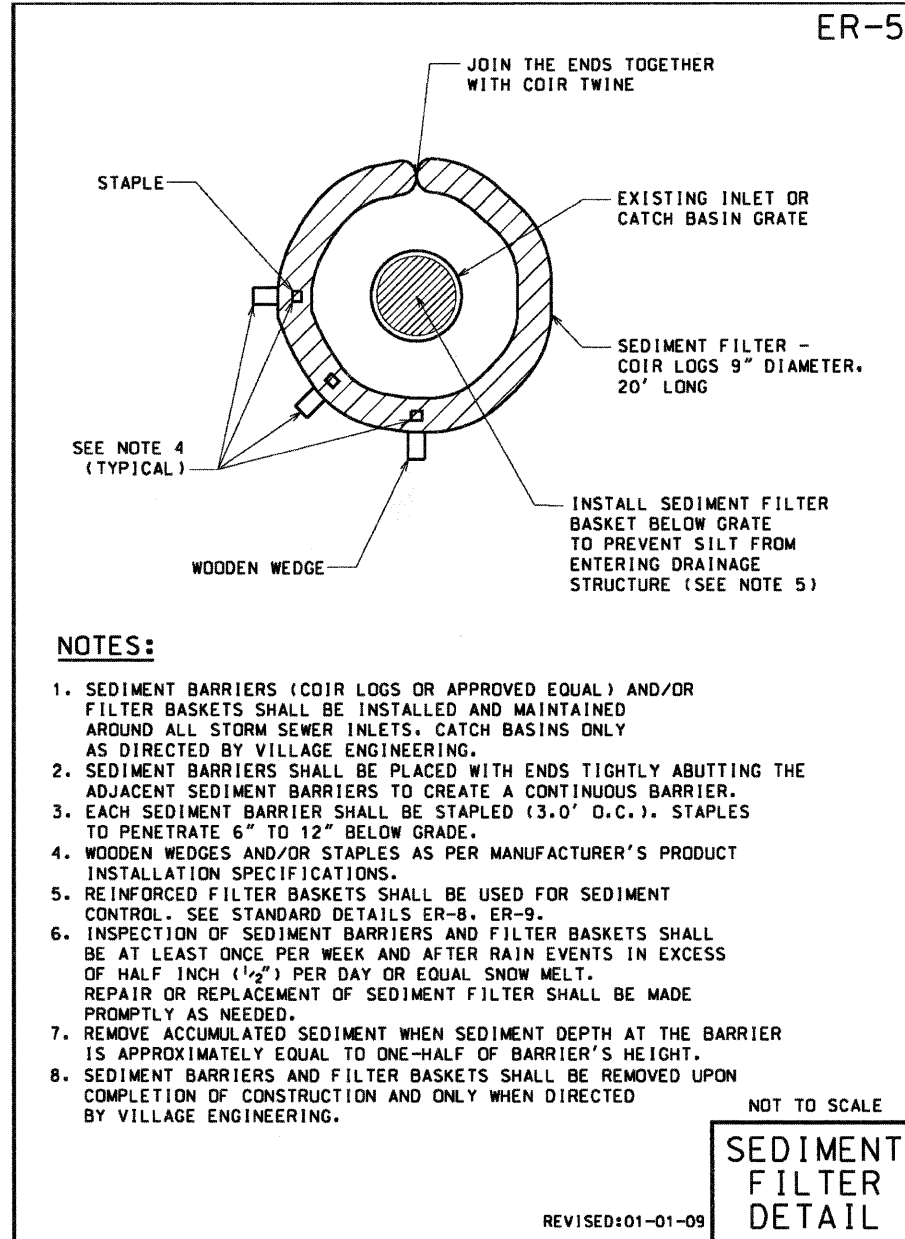 ER-5
JOIN THE ENDS TOGETHER
WITH COIR TWINE
STAPLE
EXISTING INLET OR
CATCH BASIN GRATE
SEDIMENT FILTER -
COIR LOGS 9" DIAMETER.
20' LONG
SEE NOTE 4
(TYPICAL)
INSTALL SEDIMENT FILTER
BASKET BELOW GRATE
TO PREVENT SILT FROM
ENTERING DRAINAGE
STRUCTURE (SEE NOTE 5)
WOODEN WEDGE
NOTES:
1. SEDIMENT BARRIERS (COIR LOGS OR APPROVED EQUAL) AND/OR
FILTER BASKETS SHALL BE INSTALLED AND MAINTAINED
AROUND ALL STORM SEWER INLETS. CATCH BASINS ONLY
AS DIRECTED BY VILLAGE ENGINEERING.
2. SEDIMENT BARRIERS SHALL BE PLACED WITH ENDS TIGHTLY ABUTTING THE
ADJACENT SEDIMENT BARRIERS TO CREATE A CONTINUOUS BARRIER.
3. EACH SEDIMENT BARRIER SHALL BE STAPLED (3.0' O.C.). STAPLES
TO PENETRATE 6" TO 12" BELOW GRADE.
4. WOODEN WEDGES AND/OR STAPLES AS PER MANUFACTURER'S PRODUCT
INSTALLATION SPECIFICATIONS.
5. REINFORCED FILTER BASKETS SHALL BE USED FOR SEDIMENT
CONTROL. SEE STANDARD DETAILS ER-8. ER-9.
6. INSPECTION OF SEDIMENT BARRIERS AND FILTER BASKETS SHALL
BE AT LEAST ONCE PER WEEK AND AFTER RAIN EVENTS IN EXCESS
OF HALF INCH (1/2") PER DAY OR EQUAL SNOW MELT.
REPAIR OR REPLACEMENT OF SEDIMENT FILTER SHALL BE MADE
PROMPTLY AS NEEDED.
7. REMOVE ACCUMULATED SEDIMENT WHEN SEDIMENT DEPTH AT THE BARRIER
IS APPROXIMATELY EQUAL TO ONE-HALF OF BARRIER'S HEIGHT.
8. SEDIMENT BARRIERS AND FILTER BASKETS SHALL BE REMOVED UPON
COMPLETION OF CONSTRUCTION AND ONLY WHEN DIRECTED
BY VILLAGE ENGINEERING.
NOT TO SCALE
SEDIMENT
FILTER
DETAIL
REVISED:01-01-09